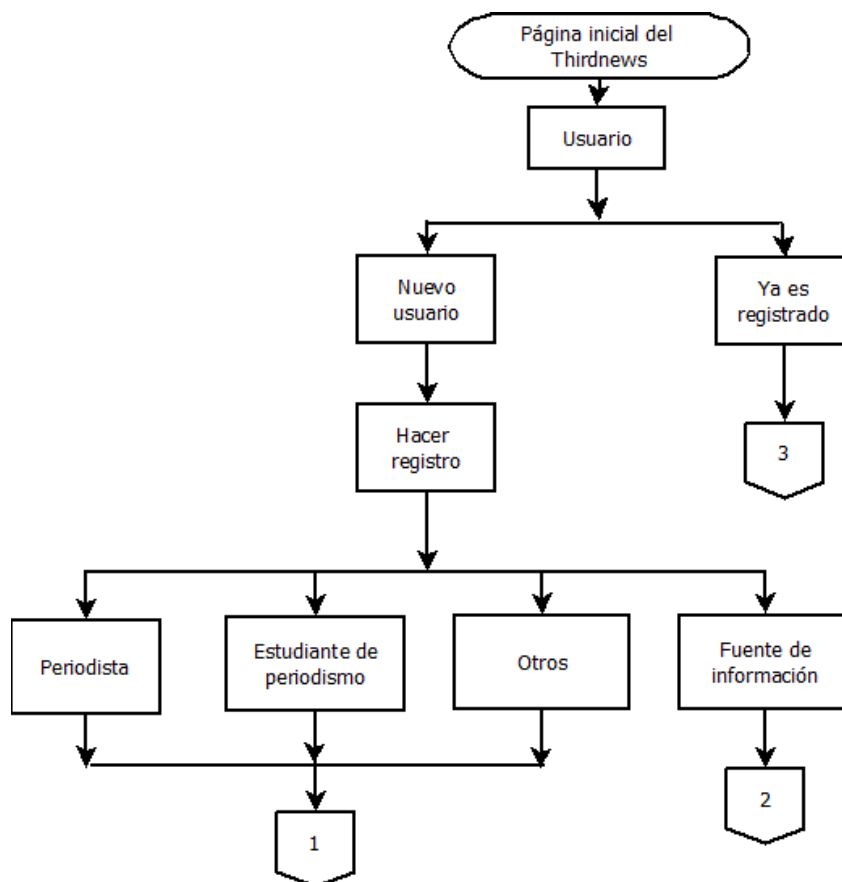 Página inicial del
Thirdnews
Usuario
Nuevo
usuario
Ya es
registrado
Hacer
registro
3
Periodista
Estudiante de
periodismo
Otros
Fuente de
información
1
2